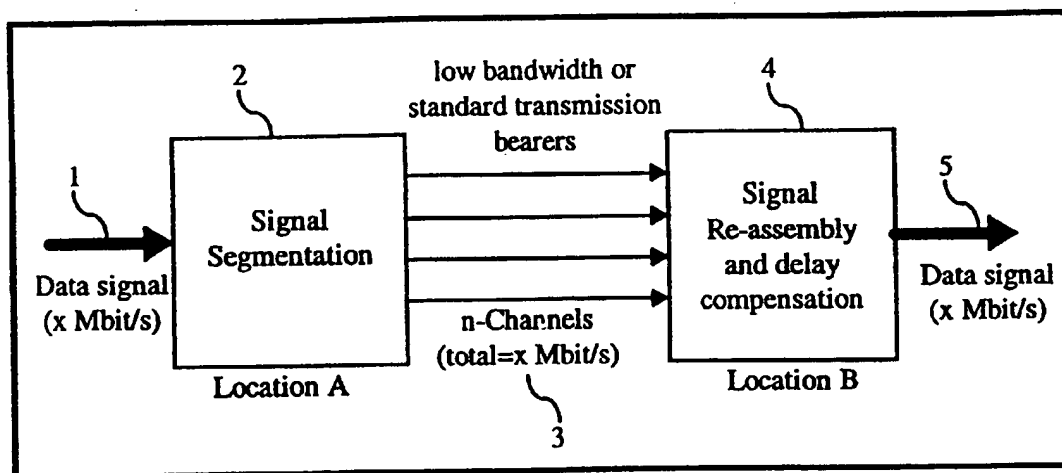 1
Data signal
(x Mbit/s)
2
Signal
Segmentation
Location A
low bandwidth or
standard transmission
bearers
n-Channels
(total=x Mbit/s)
3
4
Signal
Re-assembly
and delay
compensation
Location B
5
Data signal
(x Mbit/s)